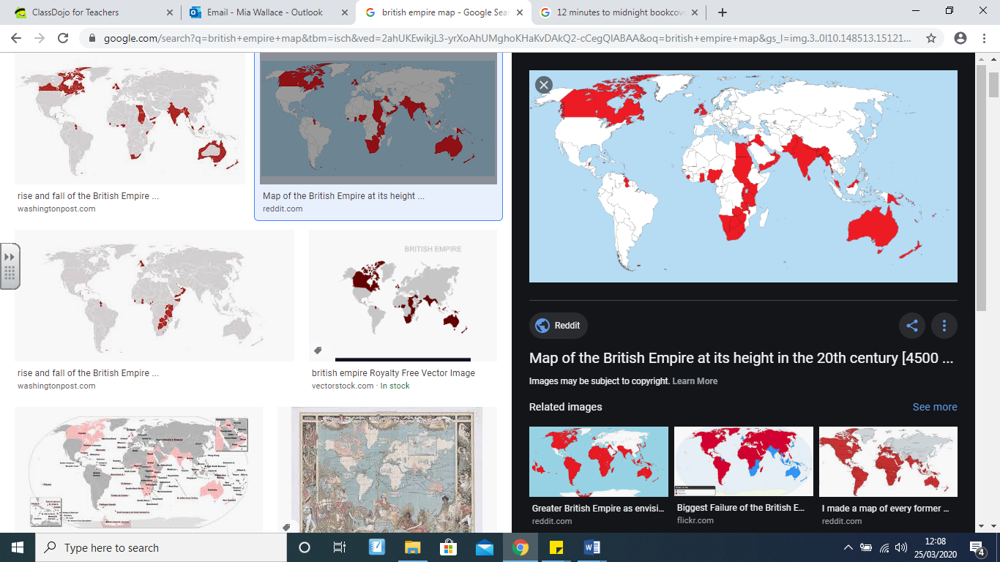 ClassDojo for Teachers
Email - Mia Wallace - Outlook
british empire map - Google Sea
12 minutes to midnight bookcov
google.com/search?q=british+empire+map&tbm=isch&ved=2ahUKEwikjL3-yrXoAhUMghoKHaKvDAkQ2-cCegQIABAA&oq=british+empire+map&gs_l=img.3..0l10.148513.15121...
rise and fall of the British Empire ...
washingtonpost.com
Map of the British Empire at its height ...
reddit.com
rise and fall of the British Empire ...
washingtonpost.com
BRITISH EMPIRE
british empire Royalty Free Vector Image
vectorstock.com · In stock
Reddit
Map of the British Empire at its height in the 20th century [4500 ...
Images may be subject to copyright. Learn More
Related images
See more
Greater British Empire as envisi...
reddit.com
Biggest Failure of the British E...
flickr.com
I made a map of every former ...
reddit.com
Type here to search
12:08
25/03/2020
4